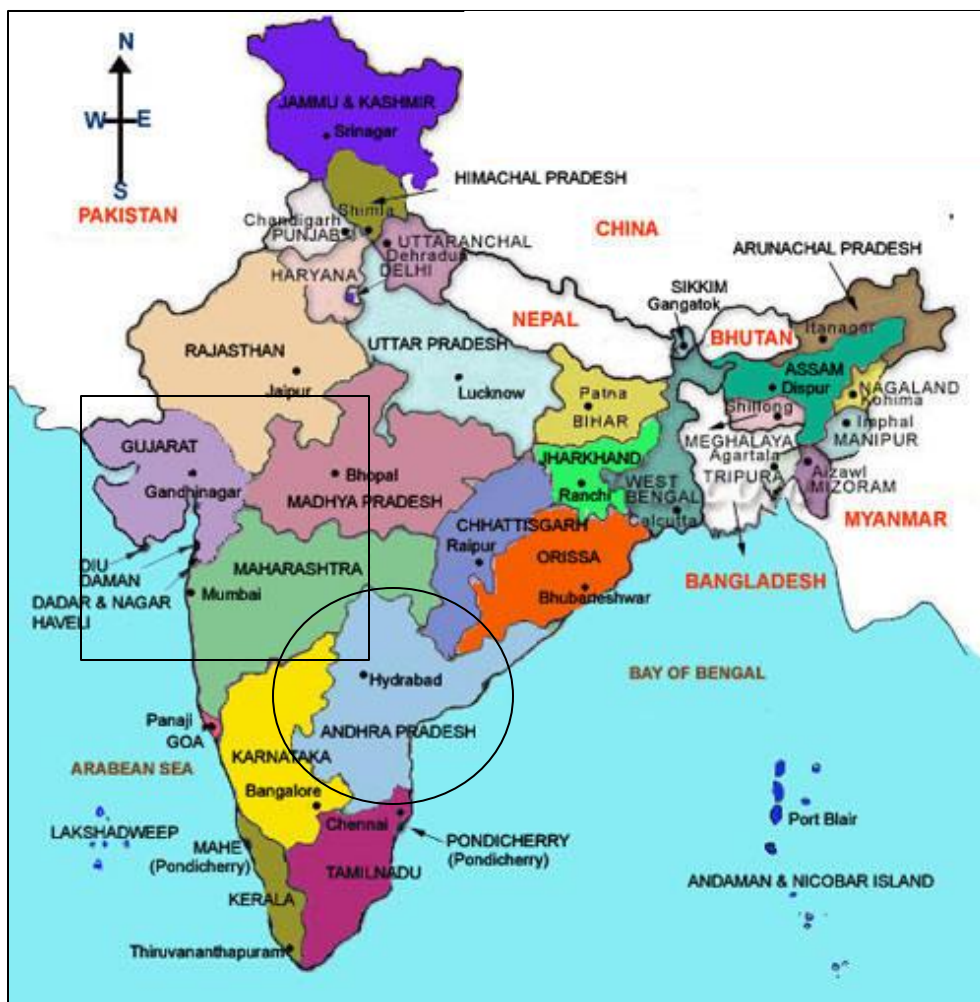 N
W E
S
JAMMU & KASHMIR
Srinagar
HIMACHAL PRADESH
PAKISTAN
Shimla
Chandigarh
PUNJAB
CHINA
UTTARANCHAL
Dehradun
DELHI
HARYANA
ARUNACHAL PRADESH
SIKKIM
Gangatok
NEPAL
BHUTAN
Itanagar
RAJASTHAN
UTTAR PRADESH
ASSAM
Dispur
Jaipur
Lucknow
Patna
BIHAR
NAGALAND
Kohima
Shillong
Imphal
MANIPUR
GUJARAT
MEGHALAYA
Agartala
TRIPURA
JHARKHAND
Bhopal
Aizawl
MIZORAM
Gandhinagar
MADHYA PRADESH
Ranchi
WEST
BENGAL
Calcutta
CHHATTISGARH
Raipur
MYANMAR
ORISSA
DIU
DAMAN
MAHARASHTRA
BANGLADESH
DADAR & NAGAR
HAVELI
Mumbai
Bhubaneshwar
BAY OF BENGAL
Hydrabad
Panaji
GOA
ANDHRA PRADESH
KARNATAKA
ARABEAN SEA
Bangalore
LAKSHADWEEP
Chennai
Port Blair
PONDICHERRY
(Pondicherry)
MAHE
(Pondicherry)
TAMILNADU
ANDAMAN & NICOBAR ISLAND
KERALA
Thiruvananthapuram